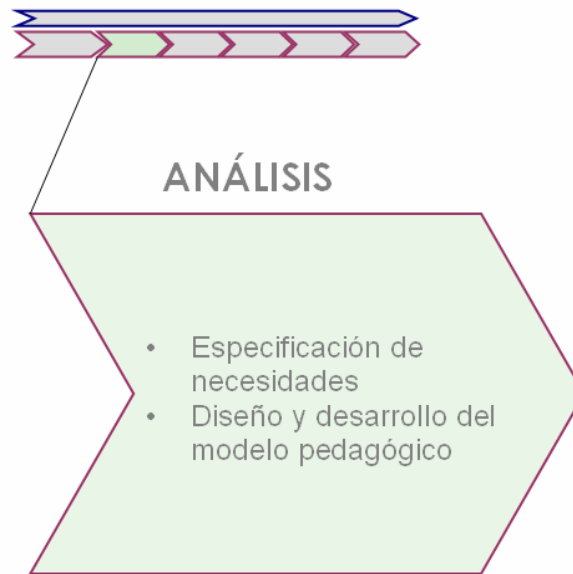 ANÁLISIS
• Especificación de
necesidades
• Diseño y desarrollo del
modelo pedagógico